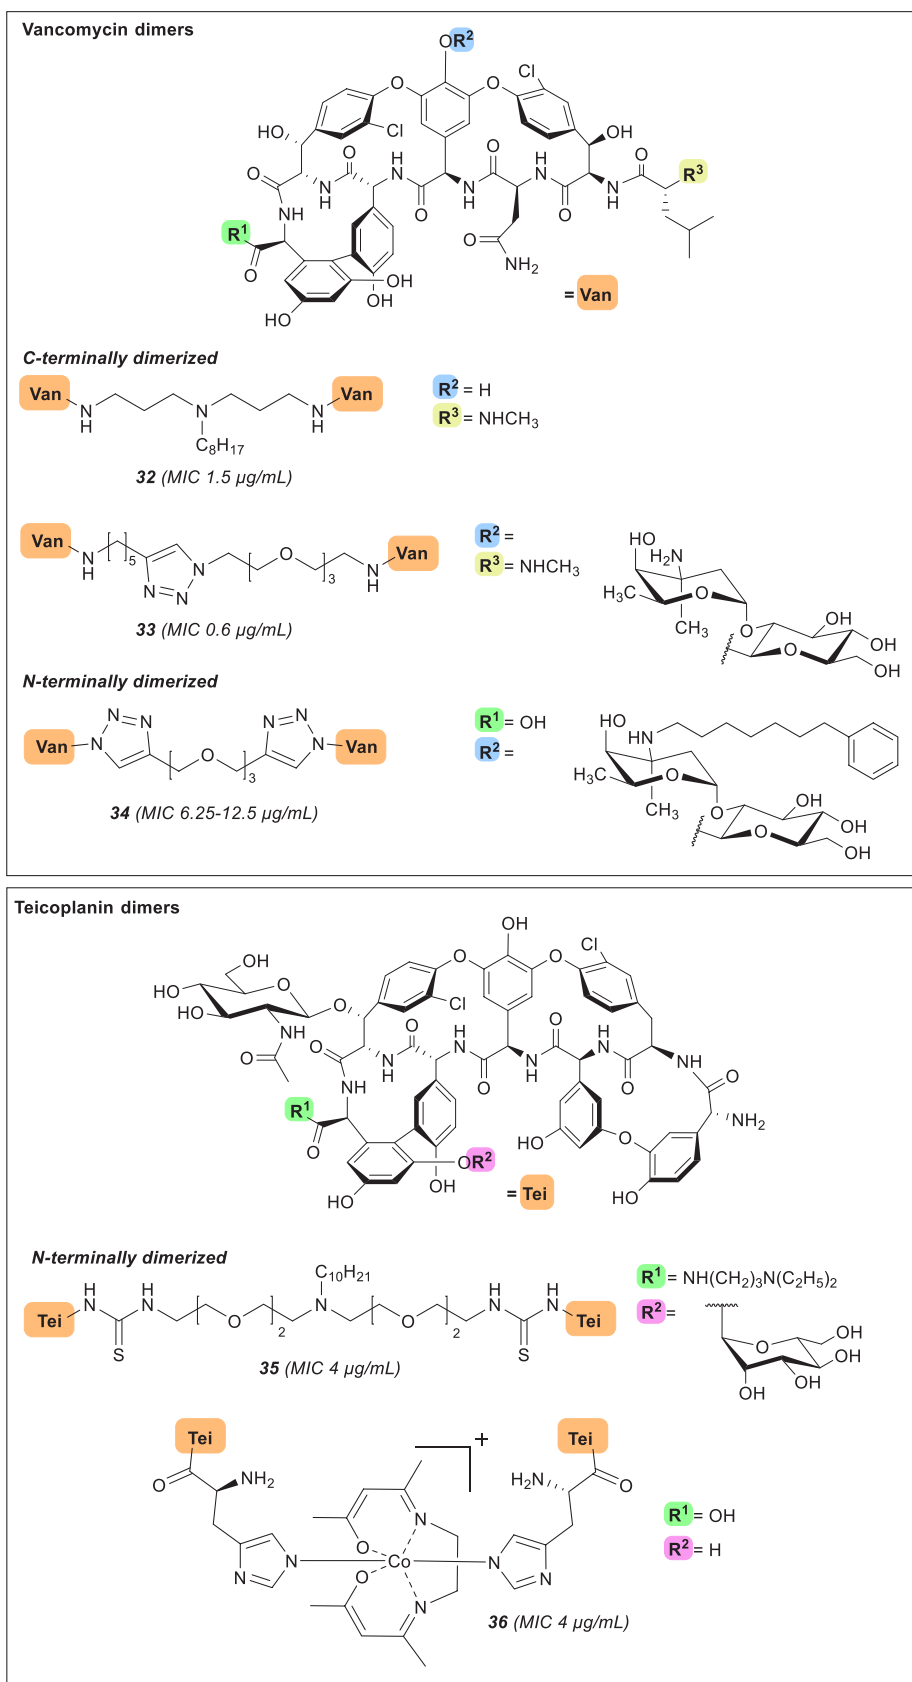 Vancomycin dimers
OR²
Cl
O
O
HO
Cl
OH
O
O
H
N
O
H
N
O
R³
O
N
H
O
N
H
O
N
H
NH
R¹
O
O
NH₂
OH
OH
HO
= Van
C-terminally dimerized
Van
N
H
N
N
H
Van
C₈H₁₇
R² = H
R³ = NHCH₃
32 (MIC 1.5 µg/mL)
Van
N
H
5
N
N
N
O
3
N
H
Van
R² =
R³ = NHCH₃
33 (MIC 0.6 µg/mL)
HO
H₂N
H₃C
O
CH₃
O
OH
OH
O
OH
N-terminally dimerized
Van
N
N
N
O
3
N
N
N
Van
R¹ = OH
R² =
34 (MIC 6.25-12.5 µg/mL)
HO
HN
H₃C
O
CH₃
O
HO
OH
O
OH
Teicoplanin dimers
OH
Cl
OH
O
O
HO
O
O
HO
Cl
NH
O
O
O
H
N
O
H
N
O
N
H
O
N
H
O
NH
O
NH
R¹
O
NH₂
HO
O
OR²
OH
HO
HO
= Tei
N-terminally dimerized
Tei
H
N
H
N
S
O
2
C₁₀H₂₁
N
O
2
H
N
H
N
S
Tei
R¹ = NH(CH₂)₃N(C₂H₅)₂
R² =
35 (MIC 4 µg/mL)
O
OH
OH
OH
OH
Tei
O
NH₂
N
N
+
N
O
Co
O
N
Tei
H₂N
O
N
N
R¹ = OH
R² = H
36 (MIC 4 µg/mL)